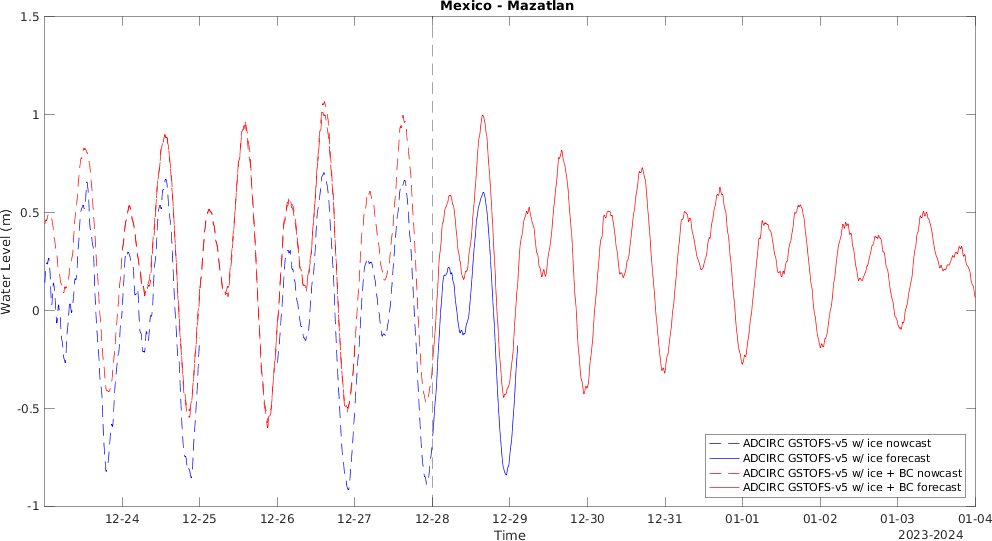 Mexico - Mazatlan
1.5
1
0.5
0
-0.5
-1
Water Level (m)
12-24 12-25 12-26 12-27 12-28 12-29 12-30 12-31 01-01 01-02 01-03 01-04
Time
2023-2024
ADCIRC GSTOFS-v5 w/ ice nowcast
ADCIRC GSTOFS-v5 w/ ice forecast
ADCIRC GSTOFS-v5 w/ ice + BC nowcast
ADCIRC GSTOFS-v5 w/ ice + BC forecast